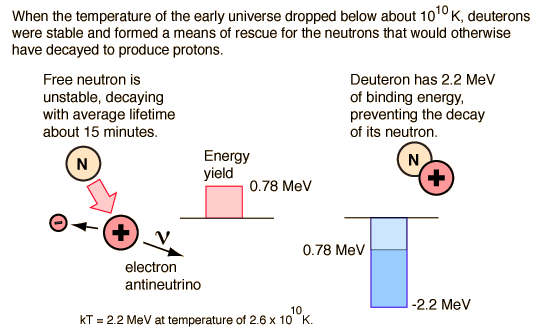 When the temperature of the early universe dropped below about 10¹⁰ K, deuterons
were stable and formed a means of rescue for the neutrons that would otherwise
have decayed to produce protons.
Free neutron is
unstable, decaying
with average lifetime
about 15 minutes.
N
+
-
ν
electron
antineutrino
Energy
yield
0.78 MeV
Deuteron has 2.2 MeV
of binding energy,
preventing the decay
of its neutron.
N
+
0.78 MeV
-2.2 MeV
kT = 2.2 MeV at temperature of 2.6 x 10¹⁰ K.